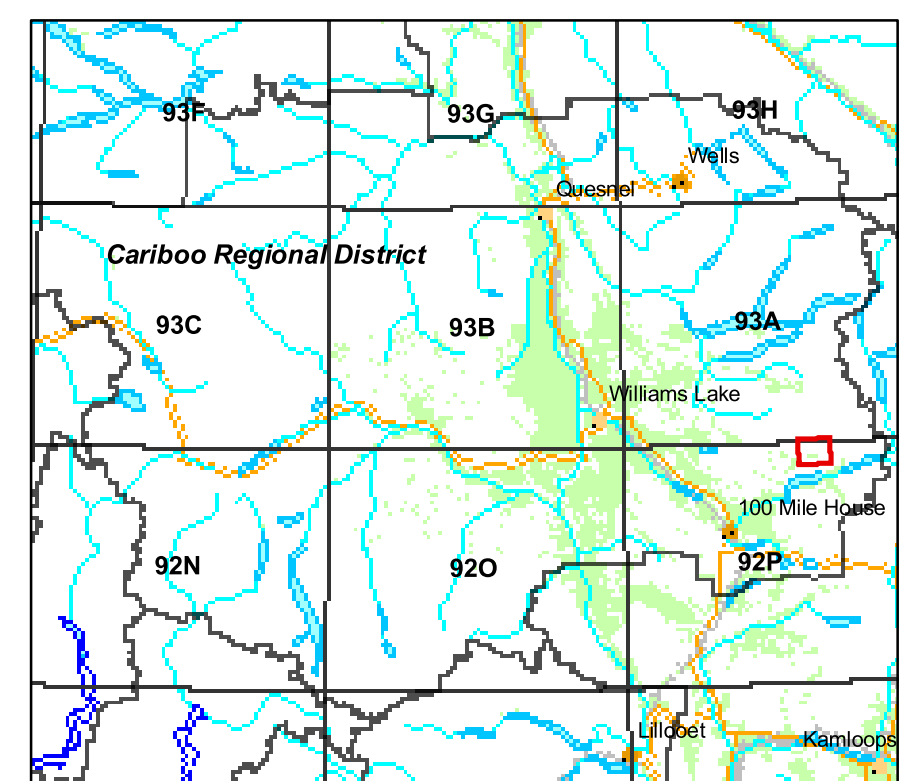 93F
93G
93H
Wells
Quesnel
Cariboo Regional District
93C
93B
93A
Williams Lake
100 Mile House
92N
92O
92P
Lillooet
Kamloops